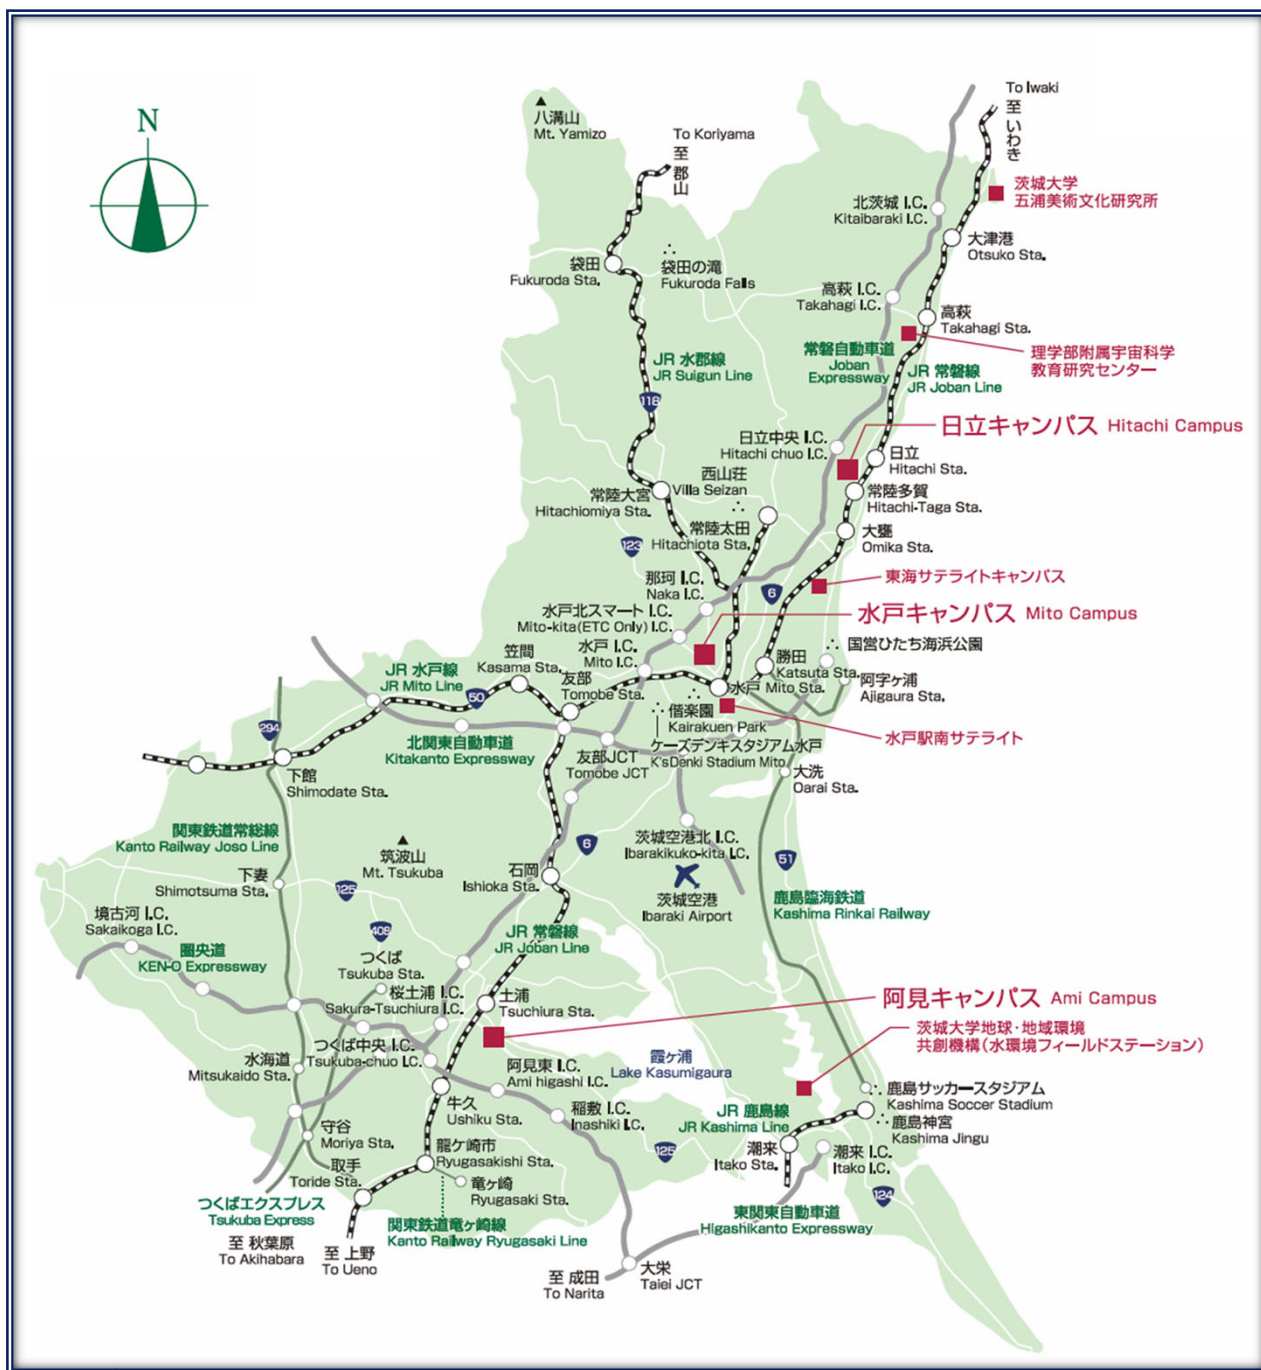 N
八溝山
Mt. Yamizo
To Koriyama
至 郡山
To Iwaki
至 いわき
茨城大学
五浦美術文化研究所
北茨城 I.C.
Kitaibaraki I.C.
大津港
Otsuko Sta.
袋田
Fukuroda Sta.
袋田の滝
Fukuroda Falls
高萩 I.C.
Takahagi I.C.
高萩
Takahagi Sta.
理学部附属宇宙科学
教育研究センター
JR 水郡線
JR Suigun Line
常磐自動車道
Joban
Expressway
JR 常磐線
JR Joban Line
118
日立キャンパス Hitachi Campus
日立中央 I.C.
Hitachi chuo I.C.
日立
Hitachi Sta.
西山荘
Villa Seizan
常陸大宮
Hitachiomiya Sta.
常陸多賀
Hitachi-Taga Sta.
常陸太田
Hitachiota Sta.
大甕
Omika Sta.
123
那珂 I.C.
Naka I.C.
6
東海サテライトキャンパス
水戸北スマート I.C.
Mito-kita(ETC Only) I.C.
水戸キャンパス Mito Campus
水戸 I.C.
Mito I.C.
国営ひたち海浜公園
笠間
Kasama Sta.
友部
Tomobe Sta.
勝田
Katsuta Sta.
水戸 Mito Sta.
阿字ヶ浦
Ajigaura Sta.
JR 水戸線
JR Mito Line
50
偕楽園
Kairakuen Park
水戸駅南サテライト
294
北関東自動車道
Kitakanto Expressway
友部JCT
Tomobe JCT
ケーズデンキスタジアム水戸
K'sDenki Stadium Mito
下館
Shimodate Sta.
大洗
Oarai Sta.
関東鉄道常総線
Kanto Railway Joso Line
筑波山
Mt. Tsukuba
6
茨城空港北 I.C.
Ibarakikuko-kita I.C.
51
下妻
Shimotsuma Sta.
125
石岡
Ishioka Sta.
茨城空港
Ibaraki Airport
鹿島臨海鉄道
Kashima Rinkai Railway
境古河 I.C.
Sakaikoga I.C.
408
JR 常磐線
JR Joban Line
圏央道
KEN-O Expressway
つくば
Tsukuba Sta.
桜土浦 I.C.
Sakura-Tsuchiura I.C.
土浦
Tsuchiura Sta.
阿見キャンパス Ami Campus
茨城大学地球・地域環境
共創機構（水環境フィールドステーション）
つくば中央 I.C.
Tsukuba-chuo I.C.
水海道
Mitsukaido Sta.
阿見東 I.C.
Ami higashi I.C.
霞ヶ浦
Lake Kasumigaura
鹿島サッカースタジアム
Kashima Soccer Stadium
牛久
Ushiku Sta.
稲敷 I.C.
Inashiki I.C.
JR 鹿島線
JR Kashima Line
鹿島神宮
Kashima Jingu
守谷
Moriya Sta.
龍ケ崎市
Ryugasakishi Sta.
125
潮来
Itako Sta.
潮来 I.C.
Itako I.C.
取手
Toride Sta.
竜ヶ崎
Ryugasaki Sta.
124
つくばエクスプレス
Tsukuba Express
関東鉄道竜ヶ崎線
Kanto Railway Ryugasaki Line
東関東自動車道
Higashikanto Expressway
至 秋葉原
To Akihabara
至 上野
To Ueno
至 成田
To Narita
大栄
Taiei JCT